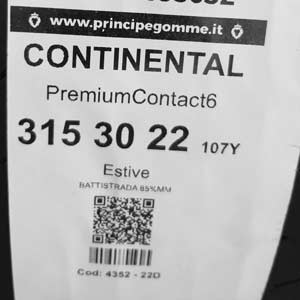 www.principegomme.it
CONTINENTAL
PremiumContact6
315 30 22 107Y
Estive
BATTISTRADA 85%MM
Cod: 4352 - 22D